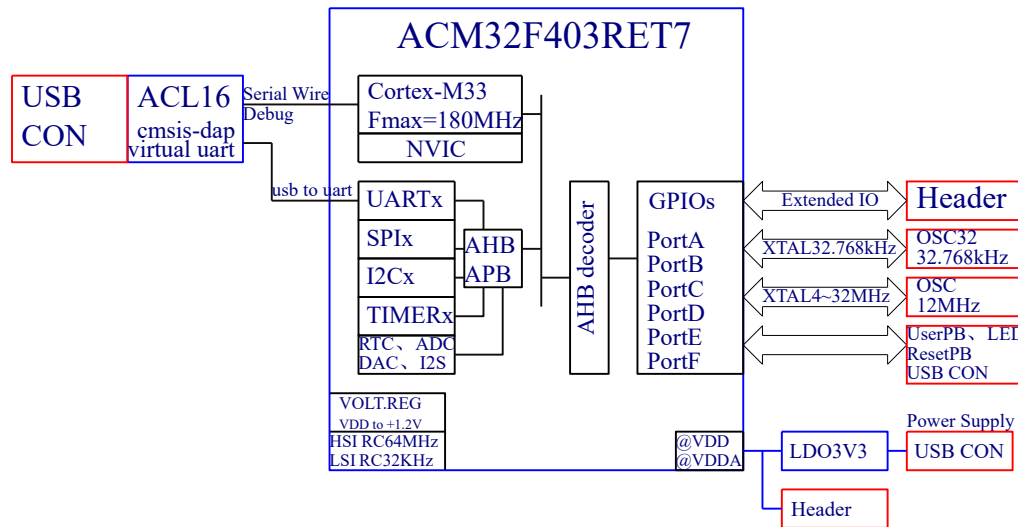 ACM32F403RET7
USB
CON
ACL16
cmsis-dap
virtual uart
Serial Wire
Debug
usb to uart
Cortex-M33
Fmax=180MHz
NVIC
UARTx
SPIx
I2Cx
TIMERx
RTC、ADC
DAC、I2S
AHB
APB
AHB decoder
GPIOs
PortA
PortB
PortC
PortD
PortE
PortF
Extended IO
Header
XTAL32.768kHz
OSC32
32.768kHz
XTAL4~32MHz
OSC
12MHz
UserPB、LED
ResetPB
USB CON
VOLT.REG
VDD to +1.2V
HSI RC64MHz
LSI RC32KHz
@VDD
@VDDA
LDO3V3
Power Supply
USB CON
Header